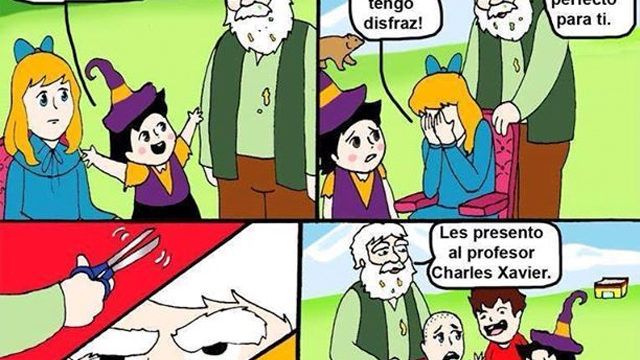 tengo
disfraz!
perfecto
para ti.
Les presento
al profesor
Charles Xavier.